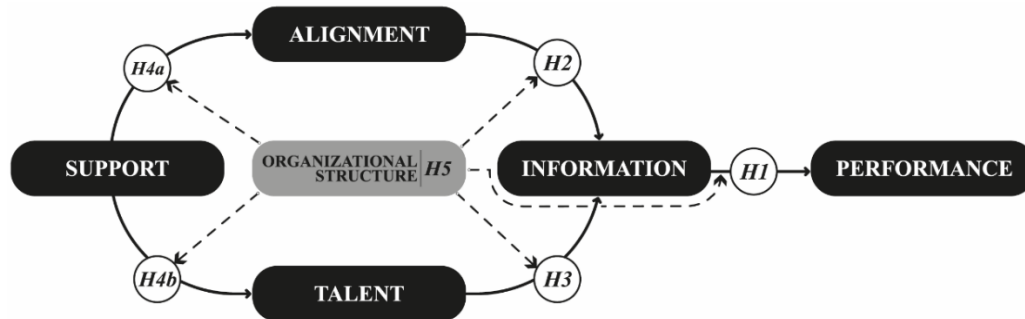 ALIGNMENT
H4a
H2
SUPPORT
ORGANIZATIONAL
STRUCTURE
H5
INFORMATION
H1
PERFORMANCE
H4b
TALENT
H3